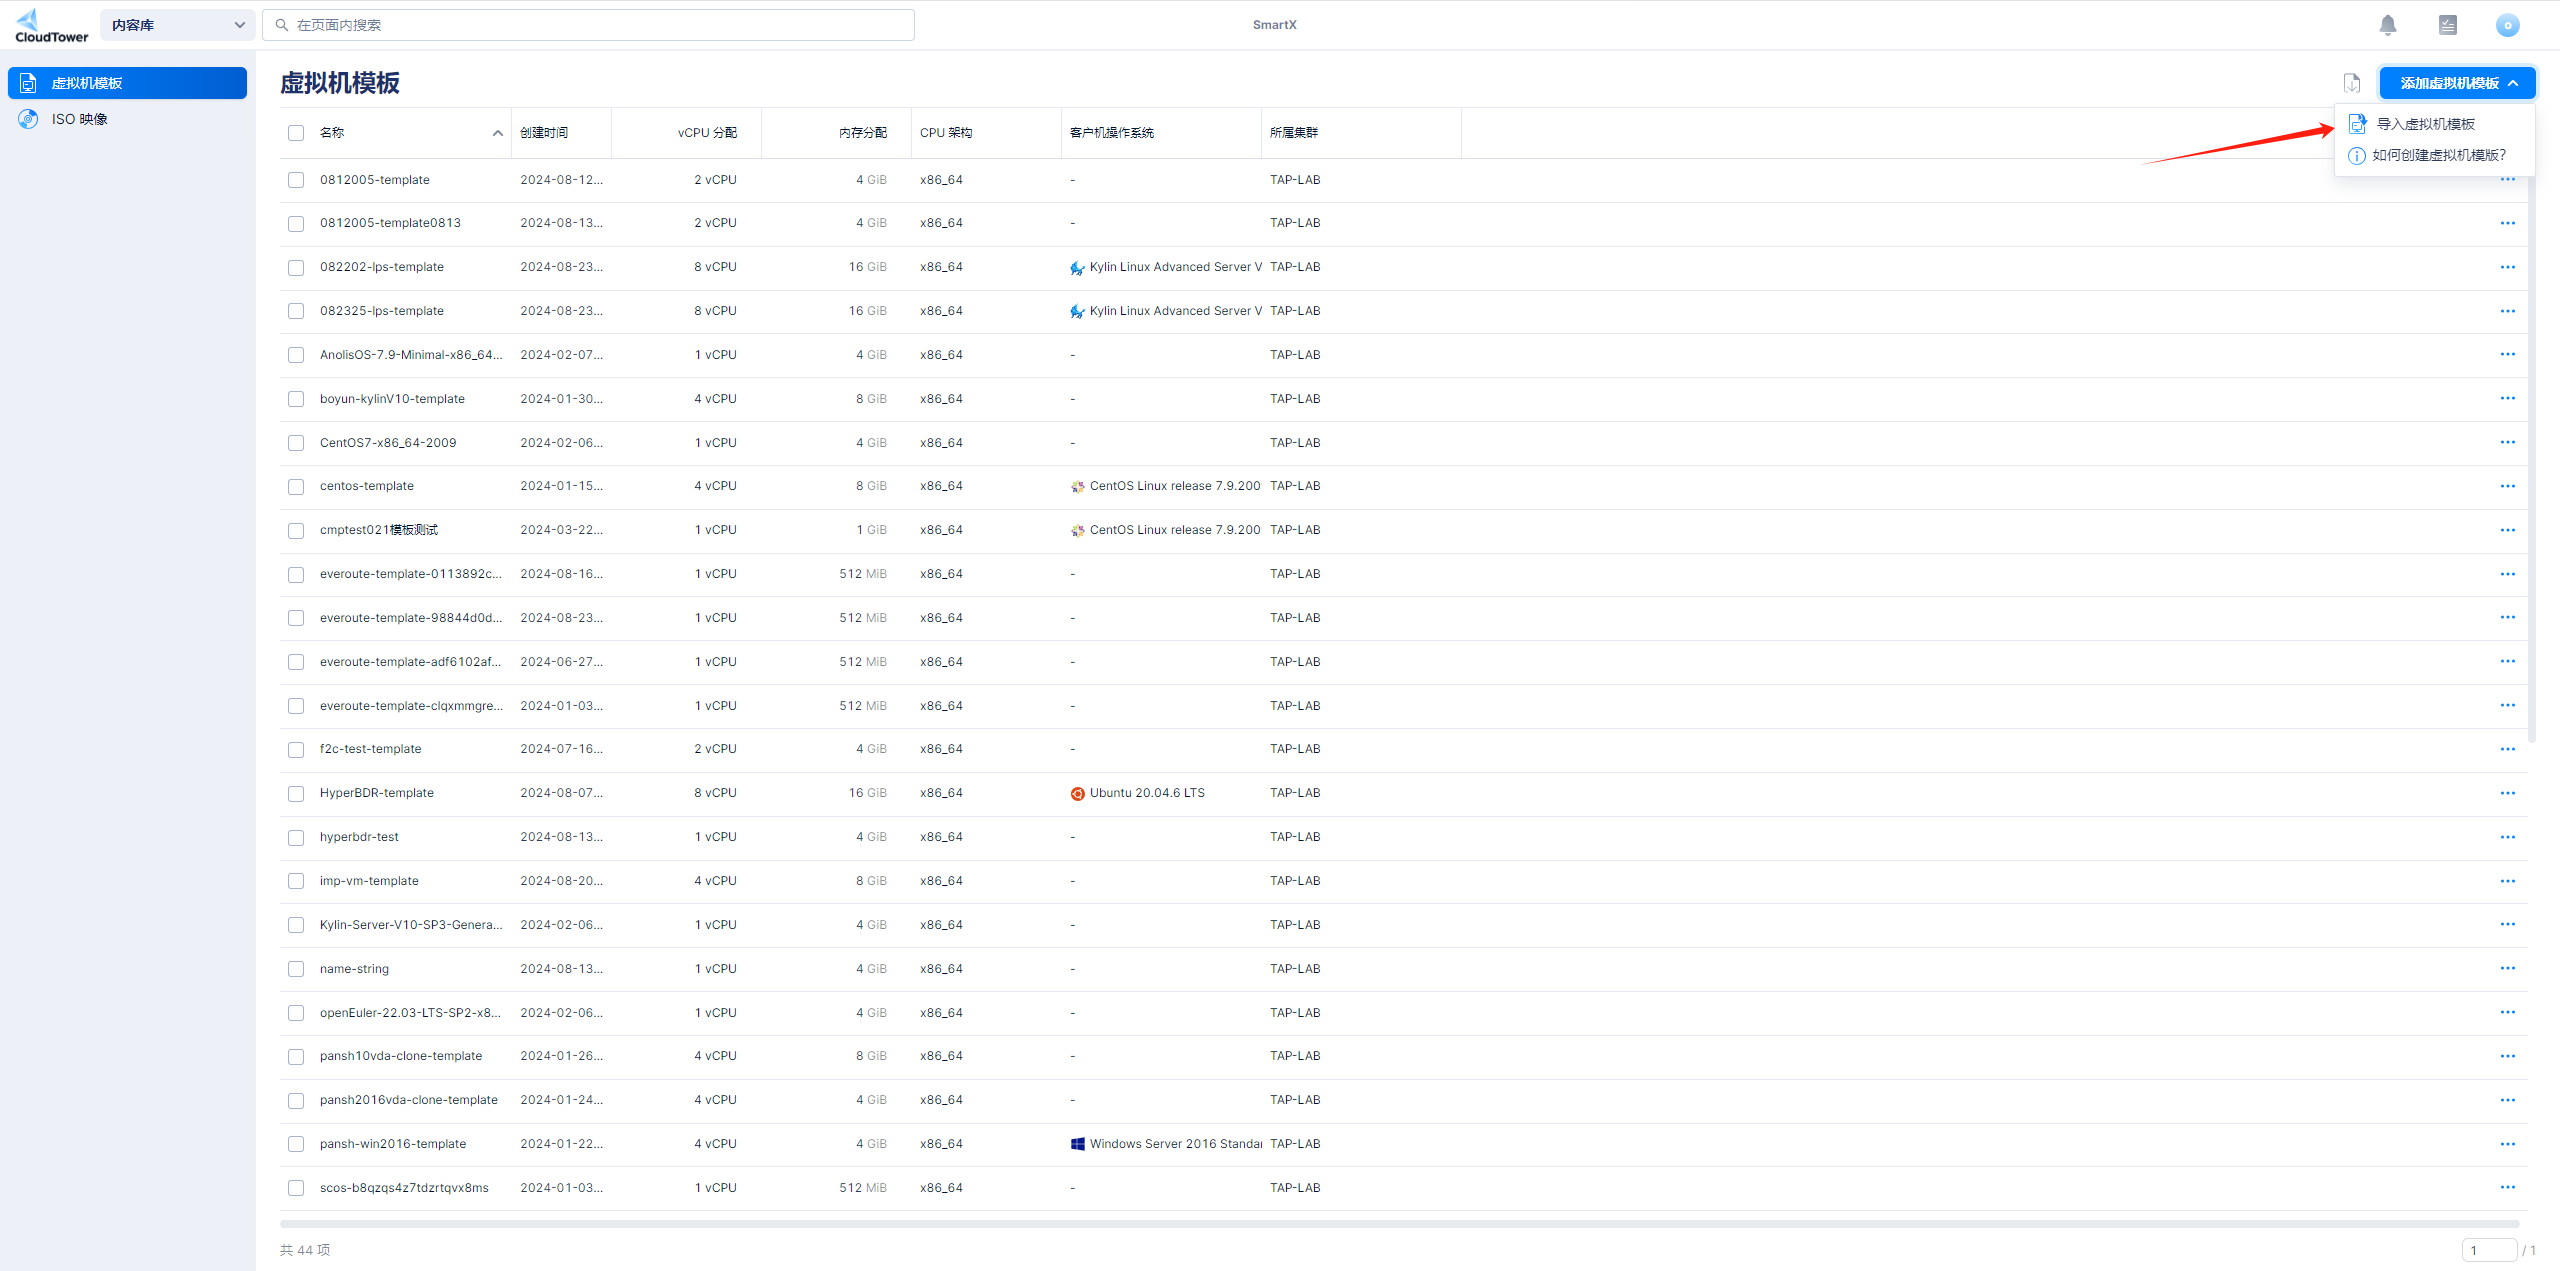 CloudTower
内容库
在页面内搜索
SmartX
o
虚拟机模板
ISO 映像
虚拟机模板
添加虚拟机模板
导入虚拟机模板
如何创建虚拟机模版?
名称 创建时间 vCPU 分配 内存分配 CPU 架构 客户机操作系统 所属集群
0812005-template 2024-08-12... 2 vCPU 4 GiB x86_64 - TAP-LAB
0812005-template0813 2024-08-13... 2 vCPU 4 GiB x86_64 - TAP-LAB
082202-lps-template 2024-08-23... 8 vCPU 16 GiB x86_64 Kylin Linux Advanced Server V TAP-LAB
082325-lps-template 2024-08-23... 8 vCPU 16 GiB x86_64 Kylin Linux Advanced Server V TAP-LAB
AnolisOS-7.9-Minimal-x86_64... 2024-02-07... 1 vCPU 4 GiB x86_64 - TAP-LAB
boyun-kylinV10-template 2024-01-30... 4 vCPU 8 GiB x86_64 - TAP-LAB
CentOS7-x86_64-2009 2024-02-06... 1 vCPU 4 GiB x86_64 - TAP-LAB
centos-template 2024-01-15... 4 vCPU 8 GiB x86_64 CentOS Linux release 7.9.200 TAP-LAB
cmptest021模板测试 2024-03-22... 1 vCPU 1 GiB x86_64 CentOS Linux release 7.9.200 TAP-LAB
everoute-template-0113892c... 2024-08-16... 1 vCPU 512 MiB x86_64 - TAP-LAB
everoute-template-98844d0d... 2024-08-23... 1 vCPU 512 MiB x86_64 - TAP-LAB
everoute-template-adf6102af... 2024-06-27... 1 vCPU 512 MiB x86_64 - TAP-LAB
everoute-template-clqxmmgre... 2024-01-03... 1 vCPU 512 MiB x86_64 - TAP-LAB
f2c-test-template 2024-07-16... 2 vCPU 4 GiB x86_64 - TAP-LAB
HyperBDR-template 2024-08-07... 8 vCPU 16 GiB x86_64 Ubuntu 20.04.6 LTS TAP-LAB
hyperbdr-test 2024-08-13... 1 vCPU 4 GiB x86_64 - TAP-LAB
imp-vm-template 2024-08-20... 4 vCPU 8 GiB x86_64 - TAP-LAB
Kylin-Server-V10-SP3-Genera... 2024-02-06... 1 vCPU 4 GiB x86_64 - TAP-LAB
name-string 2024-08-13... 1 vCPU 4 GiB x86_64 - TAP-LAB
openEuler-22.03-LTS-SP2-x8... 2024-02-06... 1 vCPU 4 GiB x86_64 - TAP-LAB
pansh10vda-clone-template 2024-01-26... 4 vCPU 8 GiB x86_64 - TAP-LAB
pansh2016vda-clone-template 2024-01-24... 4 vCPU 4 GiB x86_64 - TAP-LAB
pansh-win2016-template 2024-01-22... 4 vCPU 4 GiB x86_64 Windows Server 2016 Standar TAP-LAB
scos-b8qzqs4z7tdzrtqvx8ms 2024-01-03... 1 vCPU 512 MiB x86_64 - TAP-LAB
共 44 项
1 / 1